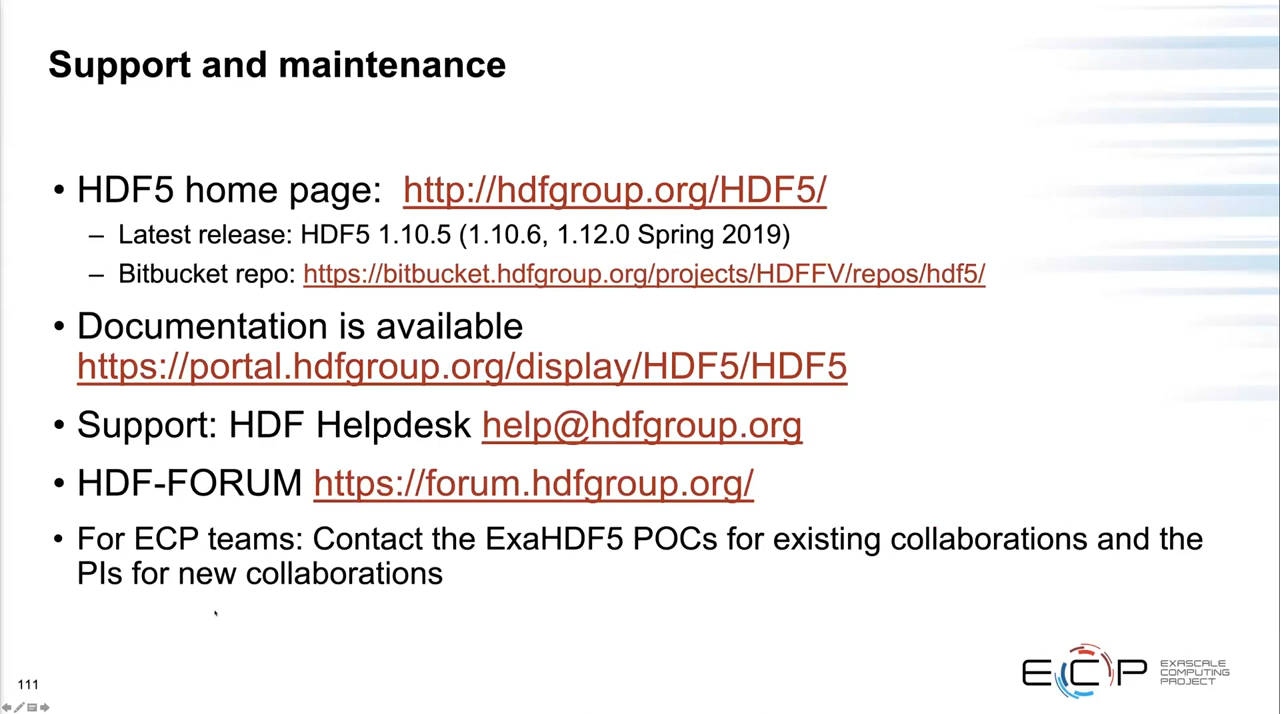 Support and maintenance
• HDF5 home page: http://hdfgroup.org/HDF5/
– Latest release: HDF5 1.10.5 (1.10.6, 1.12.0 Spring 2019)
– Bitbucket repo: https://bitbucket.hdfgroup.org/projects/HDFFV/repos/hdf5/
• Documentation is available
https://portal.hdfgroup.org/display/HDF5/HDF5
• Support: HDF Helpdesk help@hdfgroup.org
• HDF-FORUM https://forum.hdfgroup.org/
• For ECP teams: Contact the ExaHDF5 POCs for existing collaborations and the
PIs for new collaborations
111
ECP
EXASCALE
COMPUTING
PROJECT